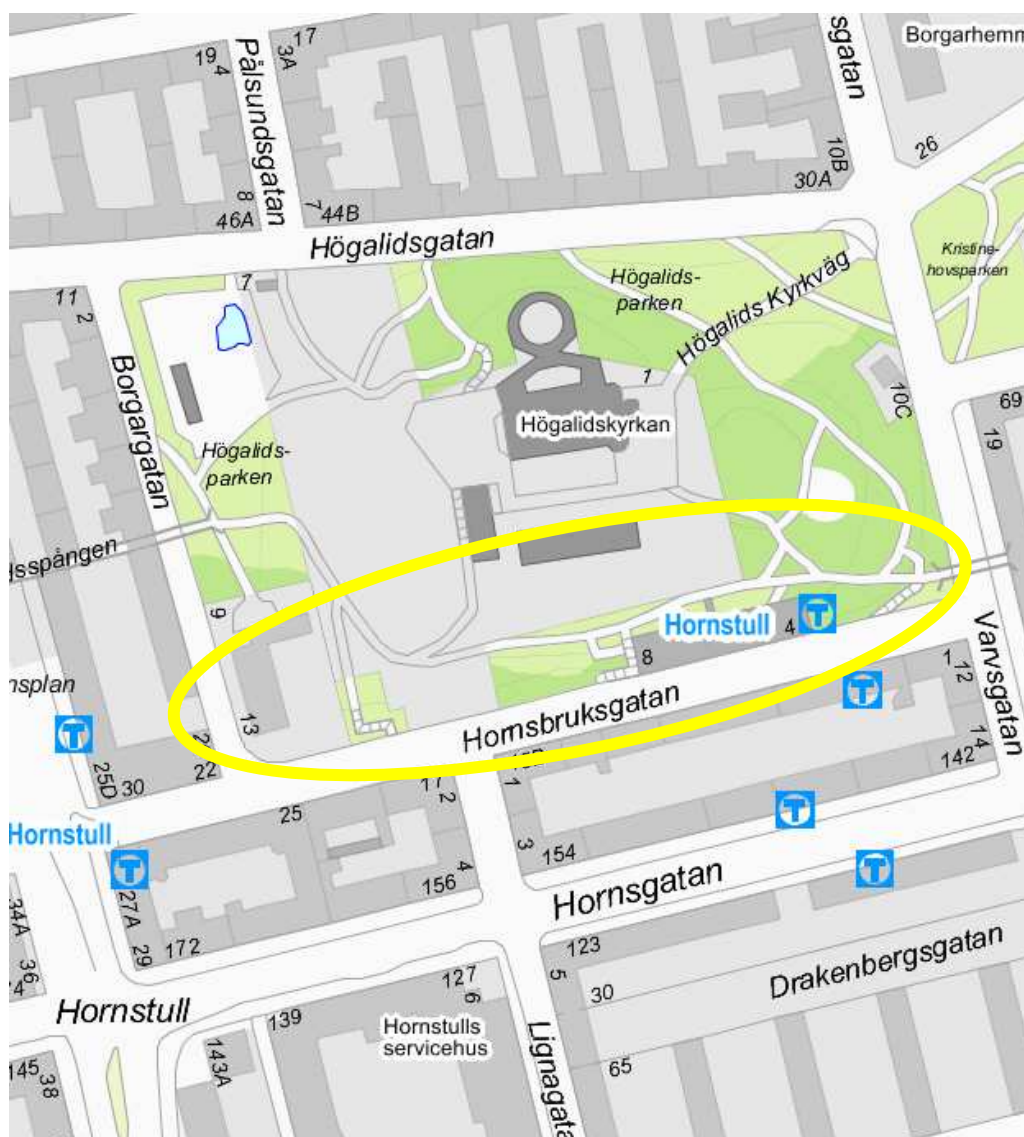 Borgarhemm
19
4
Pålsundsgatan
3A
17
sgatan
10B
26
30A
8
46A
7
44B
Högalidsgatan
Kristine-
hovsparken
Högalids-
parken
Högalids Kyrkväg
7
11
2
Borgargatan
1
10C
Högalidskyrkan
69
19
Högalids-
parken
dsspången
9
Hornstull
4
T
8
Varvsgatan
nsplan
T
13
Hornsbruksgatan
T
1
12
14
142
22
25D
30
25
17
2
1
3
154
T
Hornstull
T
27A
29
172
156
4
Hornsgatan
T
34A
36
Hornstull
123
5
30
Drakenbergsgatan
127
6
139
Hornstulls
servicehus
143A
145
38
Lignagata
65